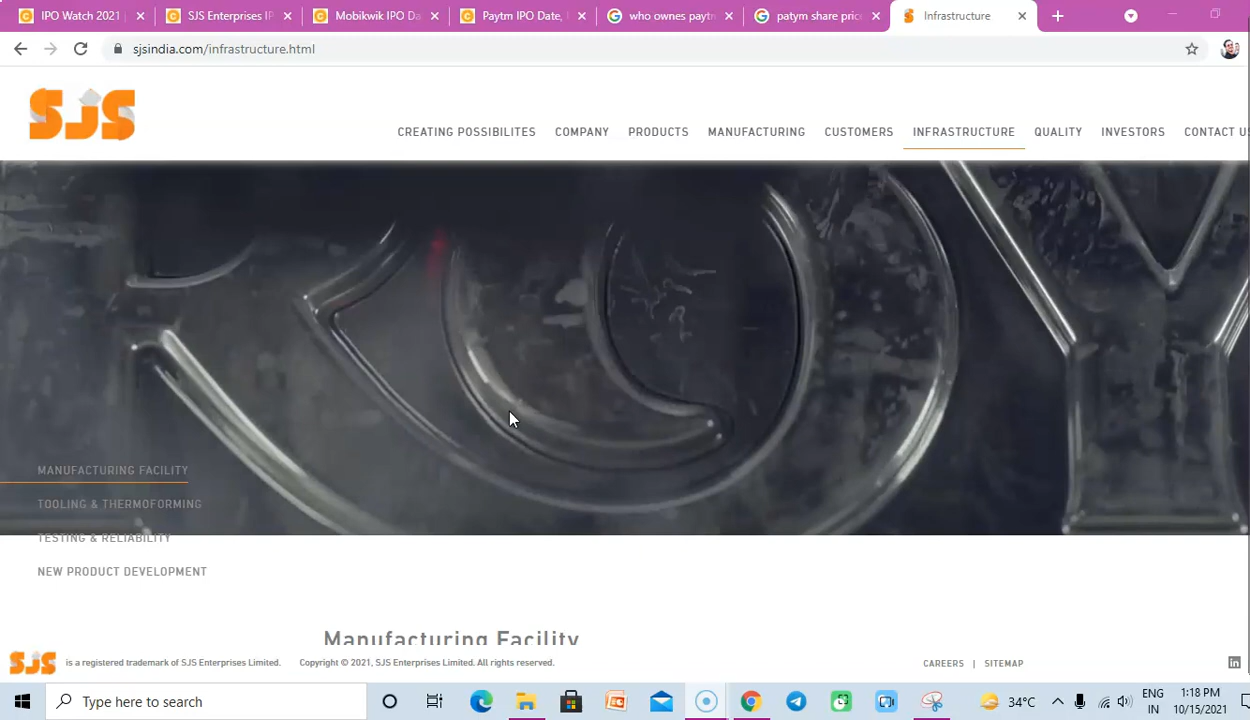 IPO Watch 2021
SJS Enterprises IP
Mobikwik IPO Da
Paytm IPO Date,
who ownes paytm
patym share pric
Infrastructure
sjsindia.com/infrastructure.html
SJS
CREATING POSSIBILITES
COMPANY
PRODUCTS
MANUFACTURING
CUSTOMERS
INFRASTRUCTURE
QUALITY
INVESTORS
CONTACT US
MANUFACTURING FACILITY
TOOLING & THERMOFORMING
TESTING & RELIABILITY
NEW PRODUCT DEVELOPMENT
Manufacturing Facility
SJS is a registered trademark of SJS Enterprises Limited. Copyright © 2021, SJS Enterprises Limited. All rights reserved.
CAREERS | SITEMAP
in
Type here to search
34°C
ENG
IN
1:18 PM
10/15/2021